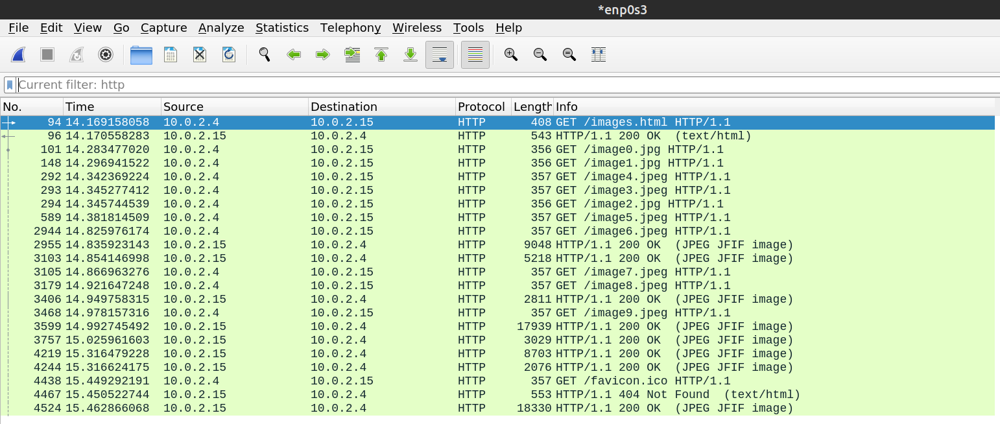 *enp0s3
File Edit View Go Capture Analyze Statistics Telephony Wireless Tools Help
Current filter: http
No. Time Source Destination Protocol Length Info
94 14.169158058 10.0.2.4 10.0.2.15 HTTP 408 GET /images.html HTTP/1.1
96 14.170558283 10.0.2.15 10.0.2.4 HTTP 543 HTTP/1.1 200 OK (text/html)
101 14.283477020 10.0.2.4 10.0.2.15 HTTP 356 GET /image0.jpg HTTP/1.1
148 14.296941522 10.0.2.4 10.0.2.15 HTTP 356 GET /image1.jpg HTTP/1.1
292 14.342369224 10.0.2.4 10.0.2.15 HTTP 357 GET /image4.jpeg HTTP/1.1
293 14.345277412 10.0.2.4 10.0.2.15 HTTP 357 GET /image3.jpeg HTTP/1.1
294 14.345744539 10.0.2.4 10.0.2.15 HTTP 356 GET /image2.jpg HTTP/1.1
589 14.381814509 10.0.2.4 10.0.2.15 HTTP 357 GET /image5.jpeg HTTP/1.1
2944 14.825976174 10.0.2.4 10.0.2.15 HTTP 357 GET /image6.jpeg HTTP/1.1
2955 14.835923143 10.0.2.15 10.0.2.4 HTTP 9048 HTTP/1.1 200 OK (JPEG JFIF image)
3103 14.854146998 10.0.2.15 10.0.2.4 HTTP 5218 HTTP/1.1 200 OK (JPEG JFIF image)
3105 14.866963276 10.0.2.4 10.0.2.15 HTTP 357 GET /image7.jpeg HTTP/1.1
3179 14.921647248 10.0.2.4 10.0.2.15 HTTP 357 GET /image8.jpeg HTTP/1.1
3406 14.949758315 10.0.2.15 10.0.2.4 HTTP 2811 HTTP/1.1 200 OK (JPEG JFIF image)
3468 14.978157316 10.0.2.4 10.0.2.15 HTTP 357 GET /image9.jpeg HTTP/1.1
3599 14.992745492 10.0.2.15 10.0.2.4 HTTP 17939 HTTP/1.1 200 OK (JPEG JFIF image)
3757 15.025961603 10.0.2.15 10.0.2.4 HTTP 3029 HTTP/1.1 200 OK (JPEG JFIF image)
4219 15.316479228 10.0.2.15 10.0.2.4 HTTP 8703 HTTP/1.1 200 OK (JPEG JFIF image)
4244 15.316624175 10.0.2.15 10.0.2.4 HTTP 2076 HTTP/1.1 200 OK (JPEG JFIF image)
4438 15.449292191 10.0.2.4 10.0.2.15 HTTP 357 GET /favicon.ico HTTP/1.1
4467 15.450522744 10.0.2.15 10.0.2.4 HTTP 553 HTTP/1.1 404 Not Found (text/html)
4524 15.462866068 10.0.2.15 10.0.2.4 HTTP 18330 HTTP/1.1 200 OK (JPEG JFIF image)